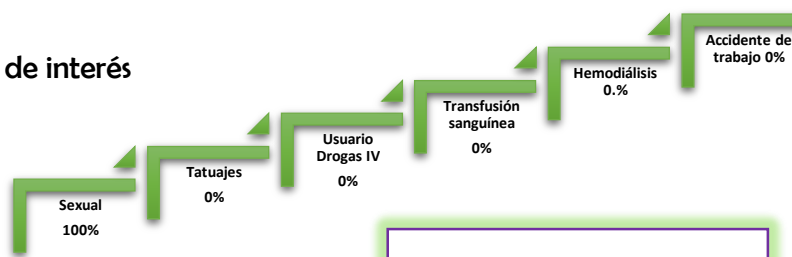 de interés
Sexual
100%
Tatuajes
0%
Usuario
Drogas IV
0%
Transfusión
sanguínea
0%
Hemodiálisis
0.%
Accidente de
trabajo 0%